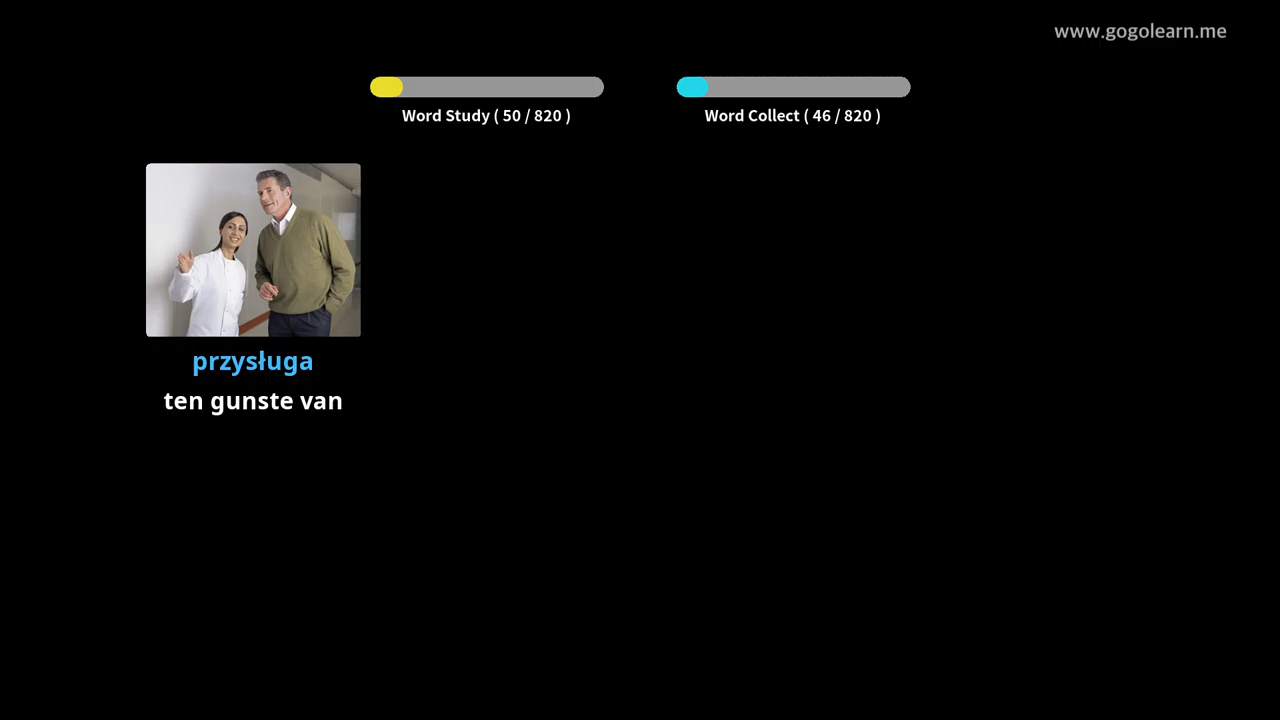 www.gogolearn.me
Word Study ( 50 / 820 )
Word Collect ( 46 / 820 )
przysługa
ten gunste van